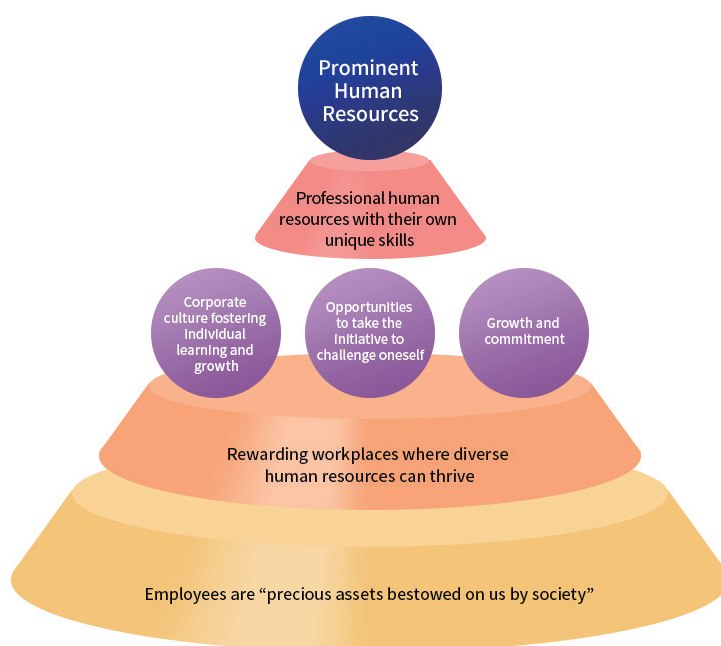 Prominent
Human
Resources
Professional human
resources with their own
unique skills
Corporate
culture fostering
individual
learning and
growth
Opportunities
to take the
initiative to
challenge oneself
Growth and
commitment
Rewarding workplaces where diverse
human resources can thrive
Employees are “precious assets bestowed on us by society”